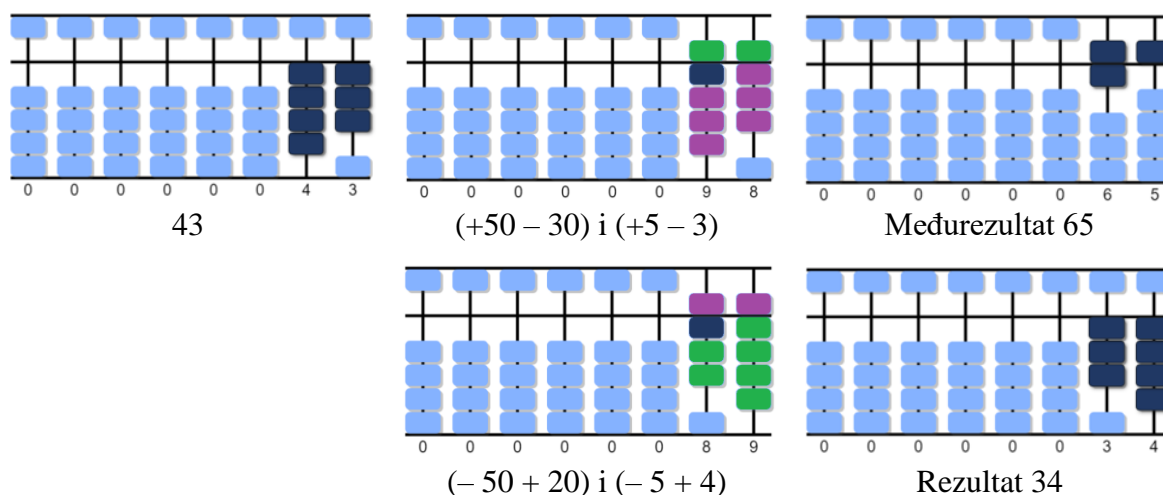 0 0 0 0 0 0 4 3
43
0 0 0 0 0 0 9 8
(+50 – 30) i (+5 – 3)
0 0 0 0 0 0 6 5
Međurezultat 65
0 0 0 0 0 0 8 9
(– 50 + 20) i (– 5 + 4)
0 0 0 0 0 0 3 4
Rezultat 34